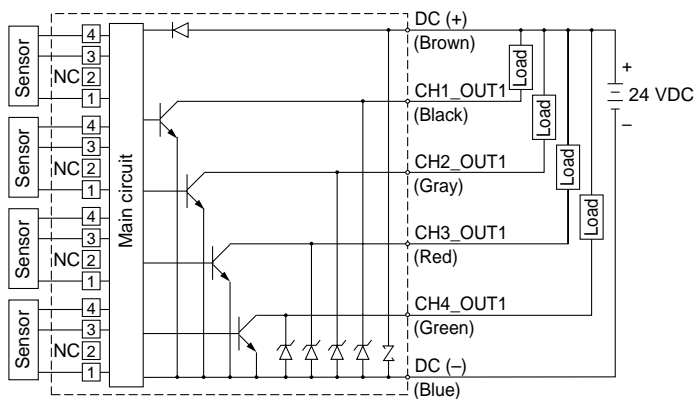 Sensor
4
3
NC 2
1
Sensor
4
3
NC 2
1
Sensor
4
3
NC 2
1
Sensor
4
3
NC 2
1
Main circuit
DC (+)
(Brown)
CH1_OUT1
(Black)
CH2_OUT1
(Gray)
CH3_OUT1
(Red)
CH4_OUT1
(Green)
DC (–)
(Blue)
Load
Load
Load
Load
+
24 VDC
–